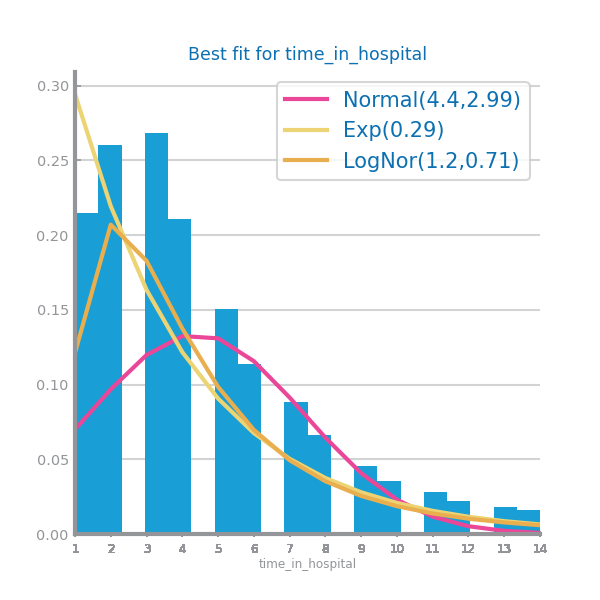 Best fit for time_in_hospital
Normal(4.4,2.99)
Exp(0.29)
LogNor(1.2,0.71)
0.30
0.25
0.20
0.15
0.10
0.05
0.00
1 2 3 4 5 6 7 8 9 10 11 12 13 14
time_in_hospital